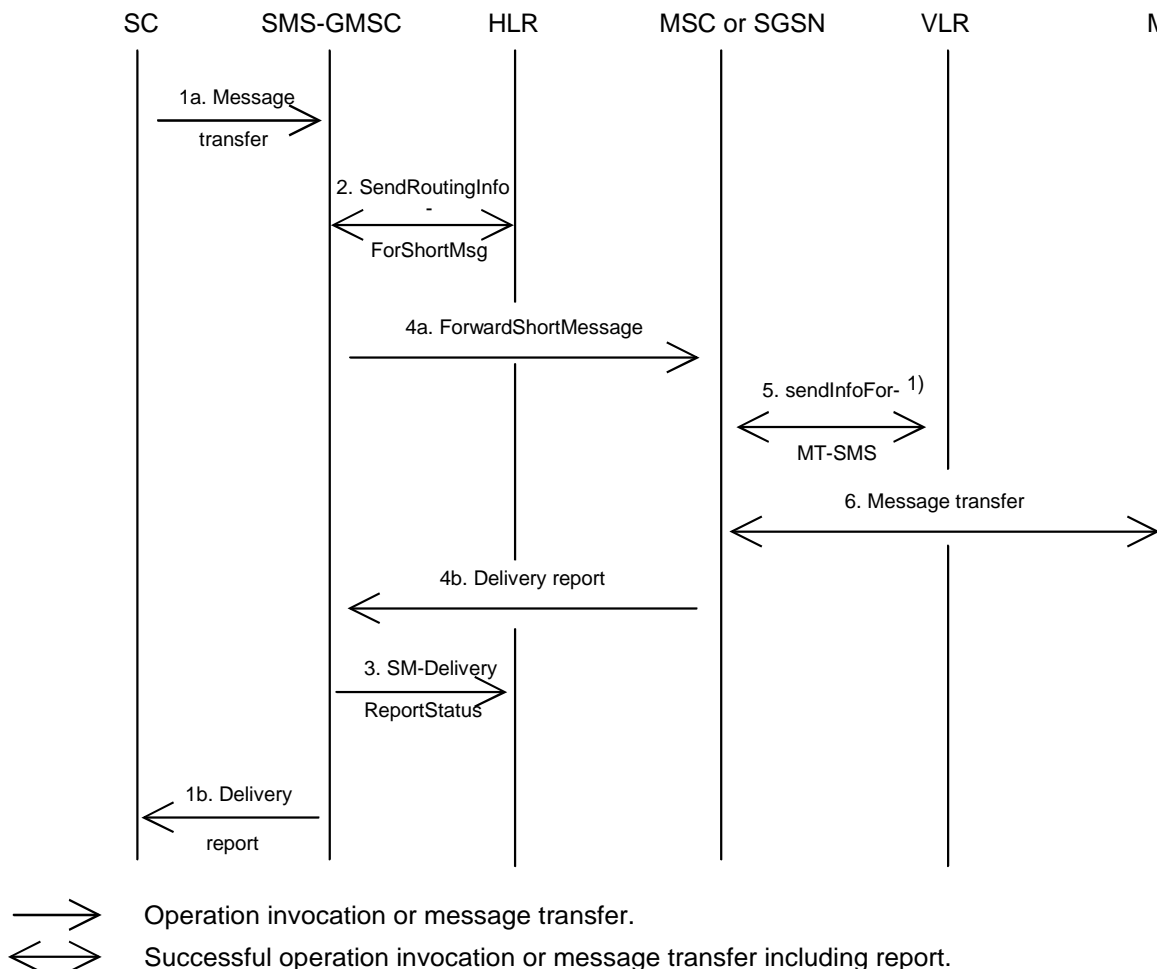 SC SMS-GMSC HLR MSC or SGSN VLR M
1a. Message
transfer
2. SendRoutingInfo
-
ForShortMsg
4a. ForwardShortMessage
5. sendInfoFor- 1)
MT-SMS
6. Message transfer
4b. Delivery report
3. SM-Delivery
ReportStatus
1b. Delivery
report
Operation invocation or message transfer.
Successful operation invocation or message transfer including report.